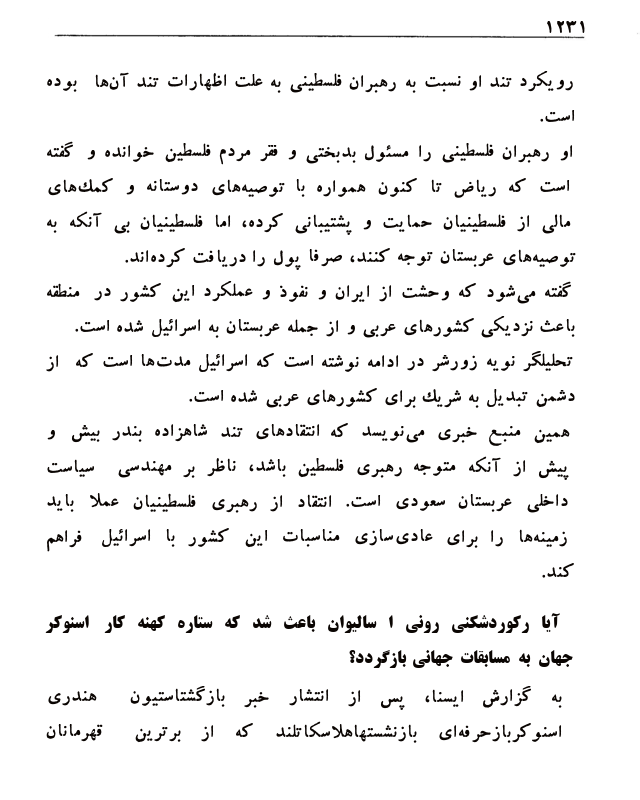 ۱۲۳۱
رویکرد تند او نسبت به رهبران فلسطینی به علت اظهارات تند آن‌ها بوده
است.
او رهبران فلسطینی را مسئول بدبختی و فقر مردم فلسطین خوانده و گفته
است که ریاض تا کنون همواره با توصیه‌های دوستانه و کمک‌های
مالی از فلسطینیان حمایت و پشتیبانی کرده، اما فلسطینیان بی آنکه به
توصیه‌های عربستان توجه کنند، صرفا پول را دریافت کرده‌اند.
گفته می‌شود که وحشت از ایران و نفوذ و عملکرد این کشور در منطقه
باعث نزدیکی کشورهای عربی و از جمله عربستان به اسرائیل شده است.
تحلیلگر نویه زورشر در ادامه نوشته است که اسرائیل مدت‌ها است که از
دشمن تبدیل به شریک برای کشورهای عربی شده است.
همین منبع خبری می‌نویسد که انتقادهای تند شاهزاده بندر بیش و
پیش از آنکه متوجه رهبری فلسطین باشد، ناظر بر مهندسی سیاست
داخلی عربستان سعودی است. انتقاد از رهبری فلسطینیان عملا باید
زمینه‌ها را برای عادی‌سازی مناسبات این کشور با اسرائیل فراهم
کند.
آیا رکوردشکنی رونی ا سالیوان باعث شد که ستاره کهنه کار اسنوکر
جهان به مسابقات جهانی بازگردد؟
به گزارش ایسنا، پس از انتشار خبر بازگشتاستیون هندری
اسنوکربازحرفه‌ای بازنشستهاهلاسکاتلند که از برترین قهرمانان